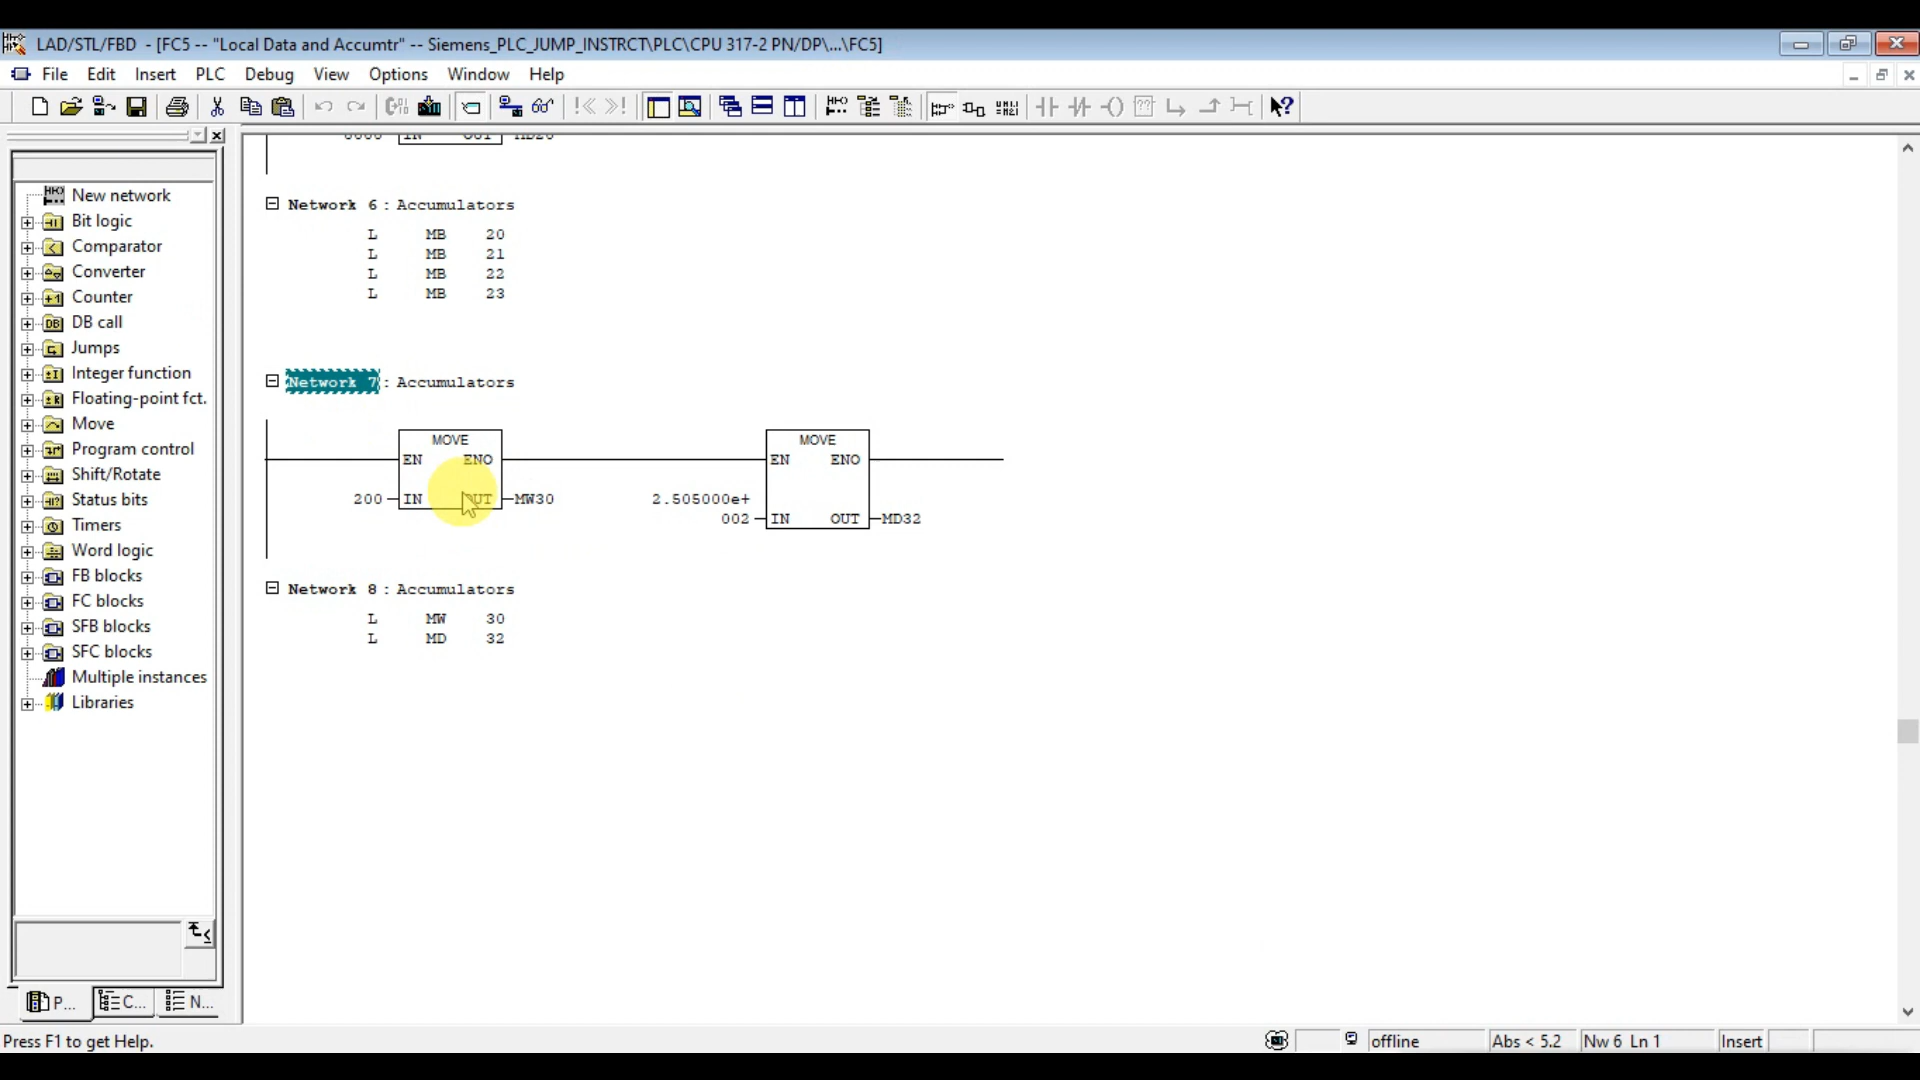 LAD/STL/FBD - [FC5 -- "Local Data and Accumtr" -- Siemens_PLC_JUMP_INSTRCT\PLC\CPU 317-2 PN/DP\...\FC5]
File Edit Insert PLC Debug View Options Window Help
New network
Bit logic
Comparator
Converter
Counter
DB call
Jumps
Integer function
Floating-point fct.
Move
Program control
Shift/Rotate
Status bits
Timers
Word logic
FB blocks
FC blocks
SFB blocks
SFC blocks
Multiple instances
Libraries
P... C... N...
0000 IN OUT MD20
Network 6 : Accumulators
L MB 20
L MB 21
L MB 22
L MB 23
Network 7 : Accumulators
MOVE MOVE
EN ENO EN ENO
200 IN OUT MW30 2.505000e+
002 IN OUT MD32
Network 8 : Accumulators
L MW 30
L MD 32
Press F1 to get Help. offline Abs < 5.2 Nw 6 Ln 1 Insert